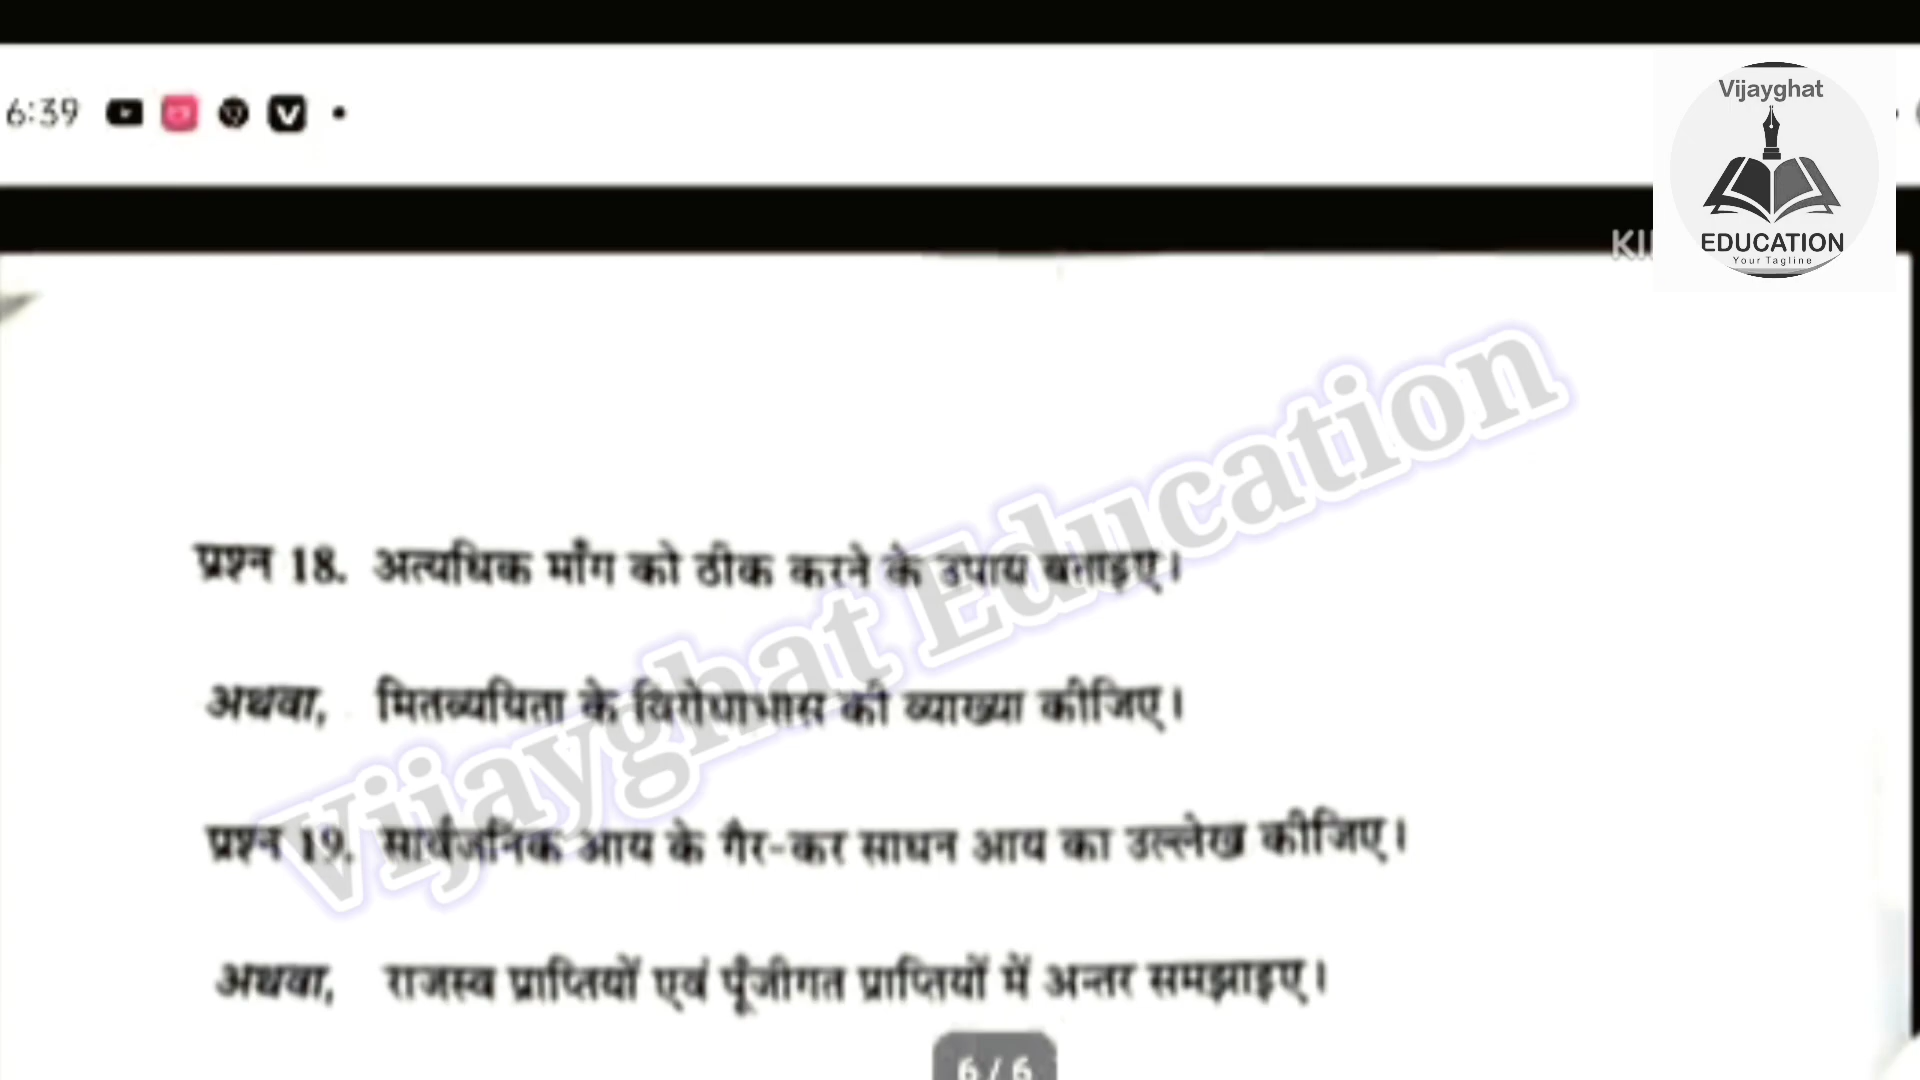 6:39
Vijayghat
EDUCATION
Your Tagline
प्रश्न 18. अत्यधिक माँग को ठीक करने के उपाय बताइए।
अथवा, मितव्ययिता के विरोधाभास की व्याख्या कीजिए।
प्रश्न 19. सार्वजनिक आय के गैर-कर साधन आय का उल्लेख कीजिए।
अथवा, राजस्व प्राप्तियों एवं पूँजीगत प्राप्तियों में अन्तर समझाइए।
Vijayghat Education
6 / 6